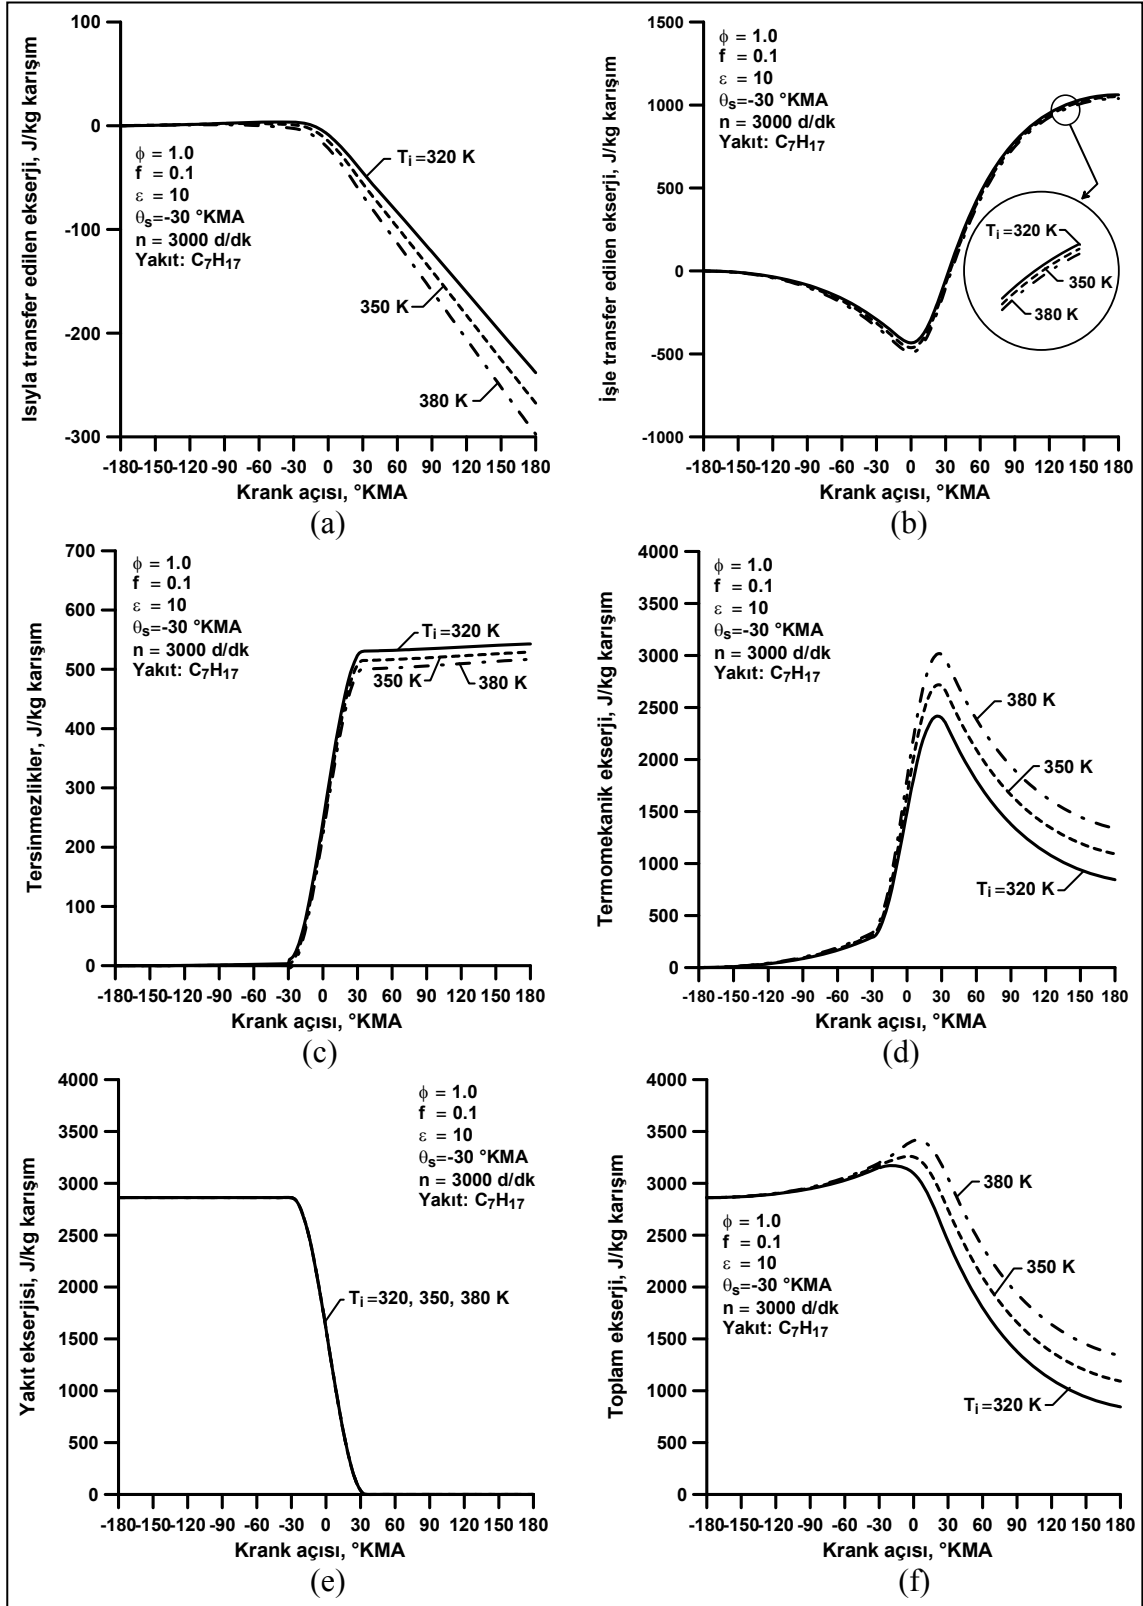 100
0
-100
-200
-300
Isıyla transfer edilen ekserji, J/kg karışım
ϕ = 1.0
f = 0.1
ε = 10
θs=-30 °KMA
n = 3000 d/dk
Yakıt: C7H17
Ti=320 K
350 K
380 K
-180-150-120 -90 -60 -30 0 30 60 90 120 150 180
Krank açısı, °KMA
(a)
1500
1000
500
0
-500
-1000
İşle transfer edilen ekserji, J/kg karışım
ϕ = 1.0
f = 0.1
ε = 10
θs=-30 °KMA
n = 3000 d/dk
Yakıt: C7H17
Ti=320 K
350 K
380 K
-180-150-120 -90 -60 -30 0 30 60 90 120 150 180
Krank açısı, °KMA
(b)
700
600
500
400
300
200
100
0
Tersinmezlikler, J/kg karışım
ϕ = 1.0
f = 0.1
ε = 10
θs=-30 °KMA
n = 3000 d/dk
Yakıt: C7H17
Ti=320 K
350 K
380 K
-180-150-120 -90 -60 -30 0 30 60 90 120 150 180
Krank açısı, °KMA
(c)
4000
3500
3000
2500
2000
1500
1000
500
0
Termomekanik ekserji, J/kg karışım
ϕ = 1.0
f = 0.1
ε = 10
θs=-30 °KMA
n = 3000 d/dk
Yakıt: C7H17
380 K
350 K
Ti=320 K
-180-150-120 -90 -60 -30 0 30 60 90 120 150 180
Krank açısı, °KMA
(d)
4000
3500
3000
2500
2000
1500
1000
500
0
Yakıt ekserjisi, J/kg karışım
ϕ = 1.0
f = 0.1
ε = 10
θs=-30 °KMA
n = 3000 d/dk
Yakıt: C7H17
Ti=320, 350, 380 K
-180-150-120 -90 -60 -30 0 30 60 90 120 150 180
Krank açısı, °KMA
(e)
4000
3500
3000
2500
2000
1500
1000
500
0
Toplam ekserji, J/kg karışım
380 K
ϕ = 1.0
f = 0.1
ε = 10
θs=-30 °KMA
n = 3000 d/dk
Yakıt: C7H17
350 K
Ti=320 K
-180-150-120 -90 -60 -30 0 30 60 90 120 150 180
Krank açısı, °KMA
(f)